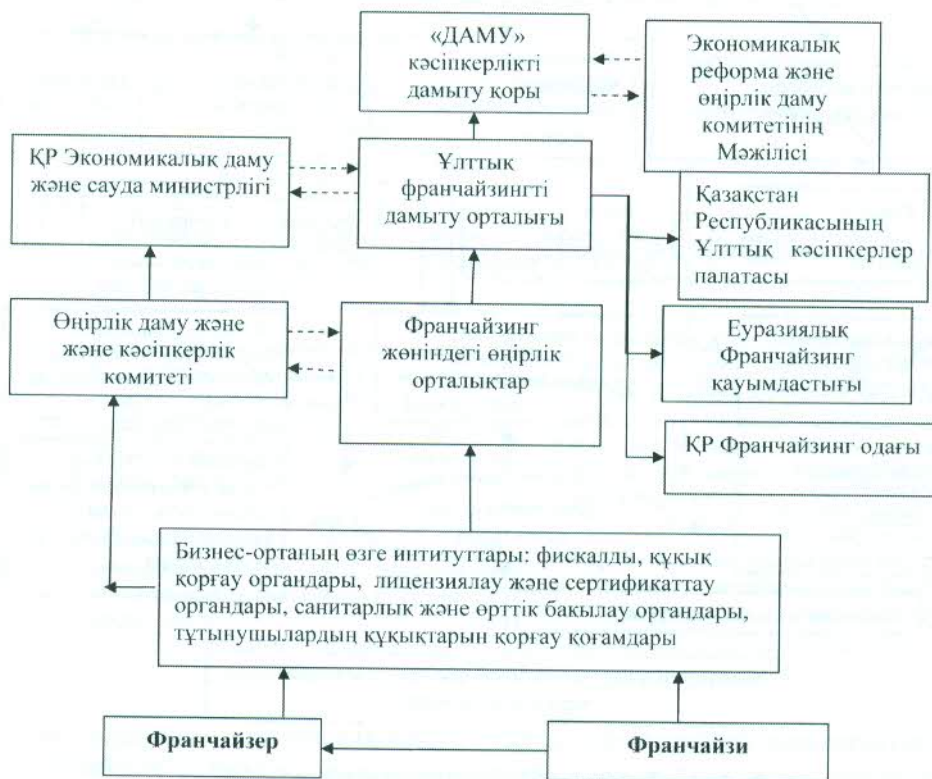 «ДАМУ»
кәсіпкерлікті
дамыту қоры
Экономикалық
реформа және
өңірлік даму
комитетінің
Мәжілісі
ҚР Экономикалық даму
және сауда министрлігі
Ұлттық
франчайзингті
дамыту орталығы
Қазақстан
Республикасының
Ұлттық кәсіпкерлер
палатасы
Өңірлік даму және
және кәсіпкерлік
комитеті
Франчайзинг
жөніндегі өңірлік
орталықтар
Еуразиялық
Франчайзинг
қауымдастығы
ҚР Франчайзинг одағы
Бизнес-ортаның өзге интитуттары: фискалды, құқық
қорғау органдары, лицензиялау және сертификаттау
органдары, санитарлық және өрттік бақылау органдары,
тұтынушылардың құқықтарын қорғау қоғамдары
Франчайзер
Франчайзи